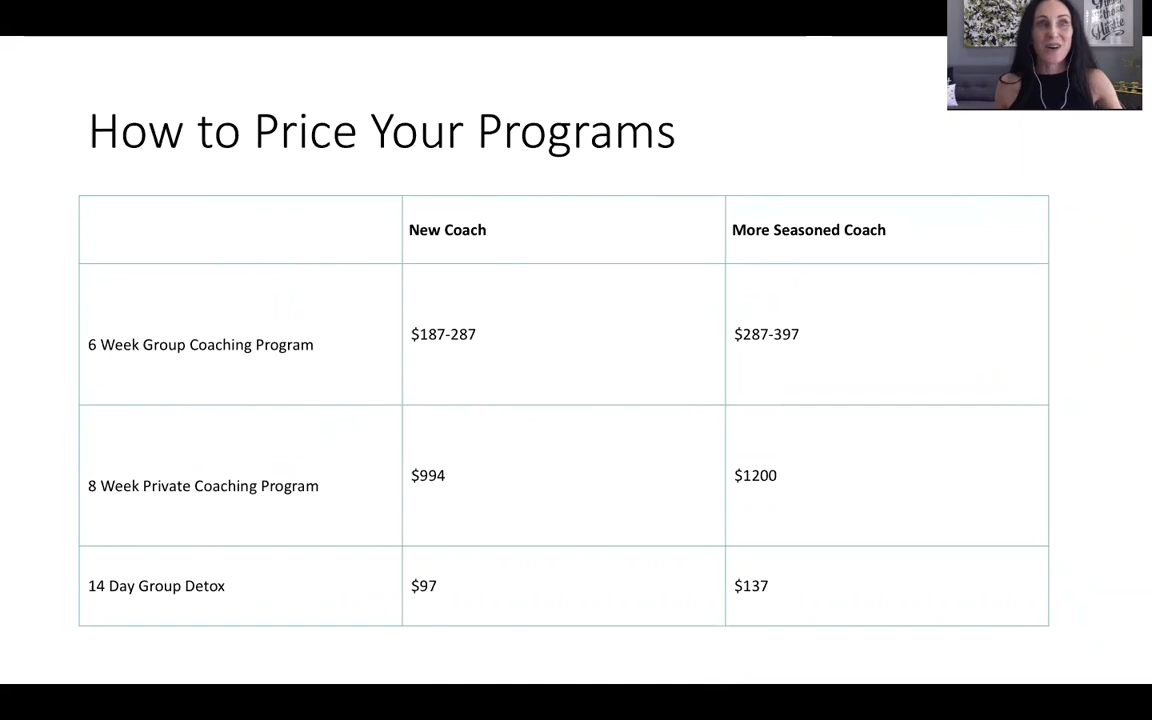 How to Price Your Programs
New Coach
More Seasoned Coach
6 Week Group Coaching Program
$187-287
$287-397
8 Week Private Coaching Program
$994
$1200
14 Day Group Detox
$97
$137